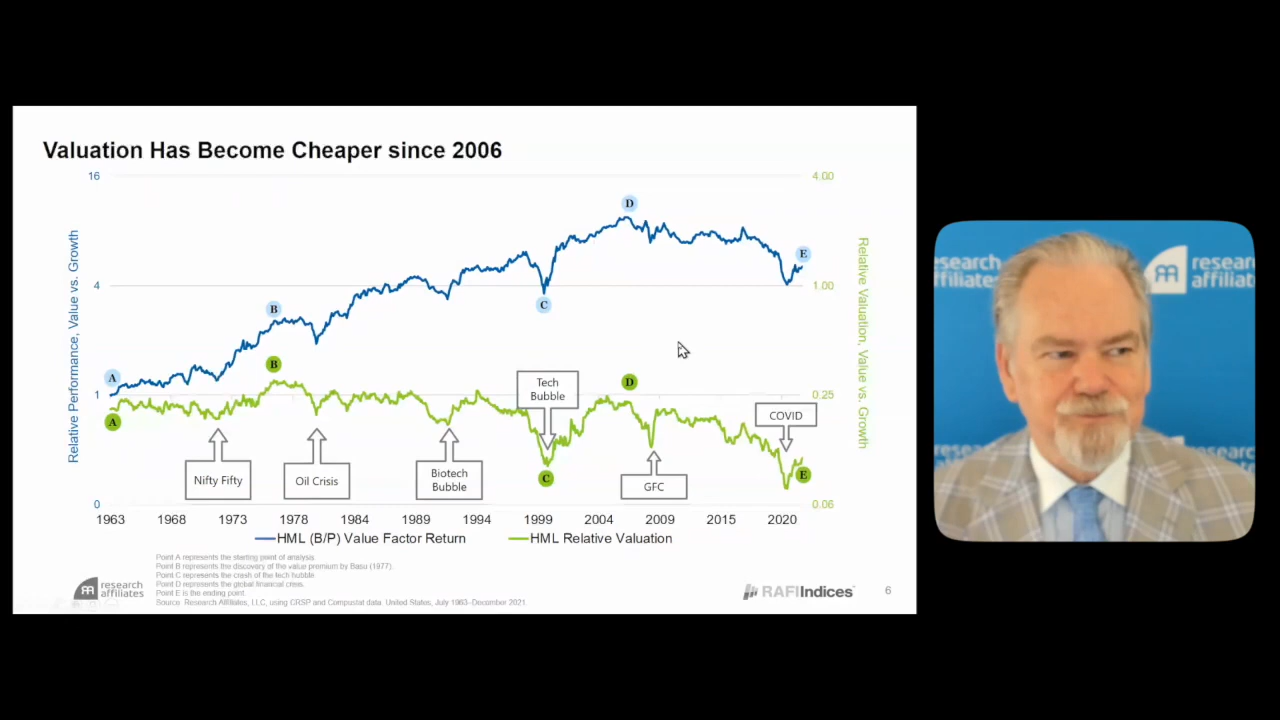 Valuation Has Become Cheaper since 2006
16
4.00
4
1.00
1
0.25
0
0.06
Relative Performance, Value vs. Growth
Relative Valuation, Value vs. Growth
A
B
C
D
E
A
B
C
D
E
Nifty Fifty
Oil Crisis
Biotech
Bubble
Tech
Bubble
GFC
COVID
1963 1968 1973 1978 1984 1989 1994 1999 2004 2009 2015 2020
HML (B/P) Value Factor Return
HML Relative Valuation
Point A represents the starting point of analysis.
Point B represents the discovery of the value premium by Basu (1977).
Point C represents the crash of the tech bubble
Point D represents the global financial crisis.
Point E is the ending point.
Source: Research Affiliates, LLC, using CRSP and Compustat data. United States, July 1963–December 2021.
research
affiliates
RAFI Indices
6
research
affiliates
research
affiliates